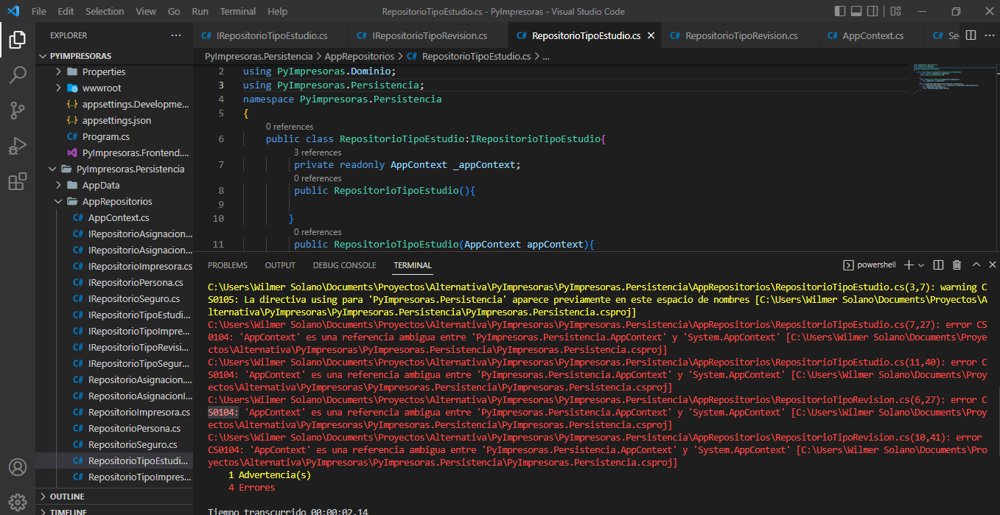 File Edit Selection View Go Run Terminal Help
RepositorioTipoEstudio.cs - PyImpresoras - Visual Studio Code
EXPLORER
PYIMPRESORAS
Properties
wwwroot
{..} appsettings.Developme...
{..} appsettings.json
C# Program.cs
PyImpresoras.Frontend....
PyImpresoras.Persistencia
AppData
AppRepositorios
C# AppContext.cs
C# IRepositorioAsignacion...
C# IRepositorioAsignacion...
C# IRepositorioImpresora.cs
C# IRepositorioPersona.cs
C# IRepositorioSeguro.cs
C# IRepositorioTipoEstudi...
C# IRepositorioTipoImpre...
C# IRepositorioTipoRevisi...
C# IRepositorioTipoSegur...
C# RepositorioAsignacion....
C# RepositorioAsignacionI...
C# RepositorioImpresora.cs
C# RepositorioPersona.cs
C# RepositorioSeguro.cs
C# RepositorioTipoEstudi...
C# RepositorioTipoImpres...
OUTLINE
TIMELINE
C# IRepositorioTipoEstudio.cs C# IRepositorioTipoRevision.cs C# RepositorioTipoEstudio.cs C# RepositorioTipoRevision.cs C# AppContext.cs C# Se
PyImpresoras.Persistencia > AppRepositorios > C# RepositorioTipoEstudio.cs > ...
2 using PyImpresoras.Dominio;
3 using PyImpresoras.Persistencia;
4 namespace Pyimpresoras.Persistencia
5 {
0 references
6 public class RepositorioTipoEstudio:IRepositorioTipoEstudio{
3 references
7 private readonly AppContext _appContext;
0 references
8 public RepositorioTipoEstudio(){
9
10 }
0 references
11 public RepositorioTipoEstudio(AppContext appContext){
PROBLEMS OUTPUT DEBUG CONSOLE TERMINAL
powershell
C:\Users\Wilmer Solano\Documents\Proyectos\Alternativa\PyImpresoras\PyImpresoras.Persistencia\AppRepositorios\RepositorioTipoEstudio.cs(3,7): warning C
S0105: La directiva using para 'PyImpresoras.Persistencia' aparece previamente en este espacio de nombres [C:\Users\Wilmer Solano\Documents\Proyectos\A
lternativa\PyImpresoras\PyImpresoras.Persistencia\PyImpresoras.Persistencia.csproj]
C:\Users\Wilmer Solano\Documents\Proyectos\Alternativa\PyImpresoras\PyImpresoras.Persistencia\AppRepositorios\RepositorioTipoEstudio.cs(7,27): error CS
0104: 'AppContext' es una referencia ambigua entre 'PyImpresoras.Persistencia.AppContext' y 'System.AppContext' [C:\Users\Wilmer Solano\Documents\Proye
ctos\Alternativa\PyImpresoras\PyImpresoras.Persistencia\PyImpresoras.Persistencia.csproj]
C:\Users\Wilmer Solano\Documents\Proyectos\Alternativa\PyImpresoras\PyImpresoras.Persistencia\AppRepositorios\RepositorioTipoEstudio.cs(11,40): error C
S0104: 'AppContext' es una referencia ambigua entre 'PyImpresoras.Persistencia.AppContext' y 'System.AppContext' [C:\Users\Wilmer Solano\Documents\Proy
ectos\Alternativa\PyImpresoras\PyImpresoras.Persistencia\PyImpresoras.Persistencia.csproj]
C:\Users\Wilmer Solano\Documents\Proyectos\Alternativa\PyImpresoras\PyImpresoras.Persistencia\AppRepositorios\RepositorioTipoRevision.cs(6,27): error C
S0104: 'AppContext' es una referencia ambigua entre 'PyImpresoras.Persistencia.AppContext' y 'System.AppContext' [C:\Users\Wilmer Solano\Documents\Proy
ectos\Alternativa\PyImpresoras\PyImpresoras.Persistencia\PyImpresoras.Persistencia.csproj]
C:\Users\Wilmer Solano\Documents\Proyectos\Alternativa\PyImpresoras\PyImpresoras.Persistencia\AppRepositorios\RepositorioTipoRevision.cs(10,41): error
CS0104: 'AppContext' es una referencia ambigua entre 'PyImpresoras.Persistencia.AppContext' y 'System.AppContext' [C:\Users\Wilmer Solano\Documents\Pro
yectos\Alternativa\PyImpresoras\PyImpresoras.Persistencia\PyImpresoras.Persistencia.csproj]
1 Advertencia(s)
4 Errores
Tiempo transcurrido 00:00:02.14